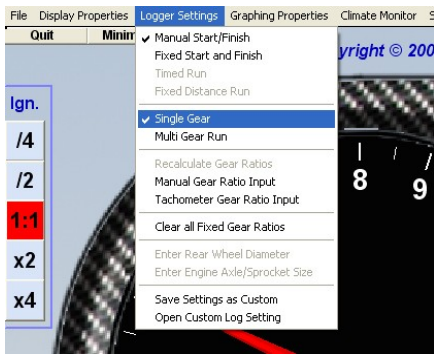 File Display Properties Logger Settings Graphing Properties Climate Monitor S
Quit Minim
✓ Manual Start/Finish
Fixed Start and Finish
Timed Run
Fixed Distance Run
✓ Single Gear
Multi Gear Run
Recalculate Gear Ratios
Manual Gear Ratio Input
Tachometer Gear Ratio Input
Clear all Fixed Gear Ratios
Enter Rear Wheel Diameter
Enter Engine Axle/Sprocket Size
Save Settings as Custom
Open Custom Log Setting
yright © 200
Ign.
/4
/2
1:1
x2
x4
8 9